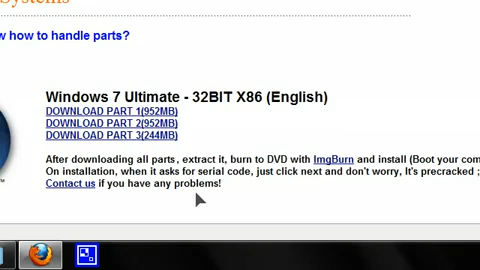 Systems
w how to handle parts?
Windows 7 Ultimate - 32BIT X86 (English)
DOWNLOAD PART 1(952MB)
DOWNLOAD PART 2(952MB)
DOWNLOAD PART 3(244MB)
After downloading all parts, extract it, burn to DVD with ImgBurn and install (Boot your com
On installation, when it asks for serial code, just click next and don't worry, It's precracked ;
Contact us if you have any problems!